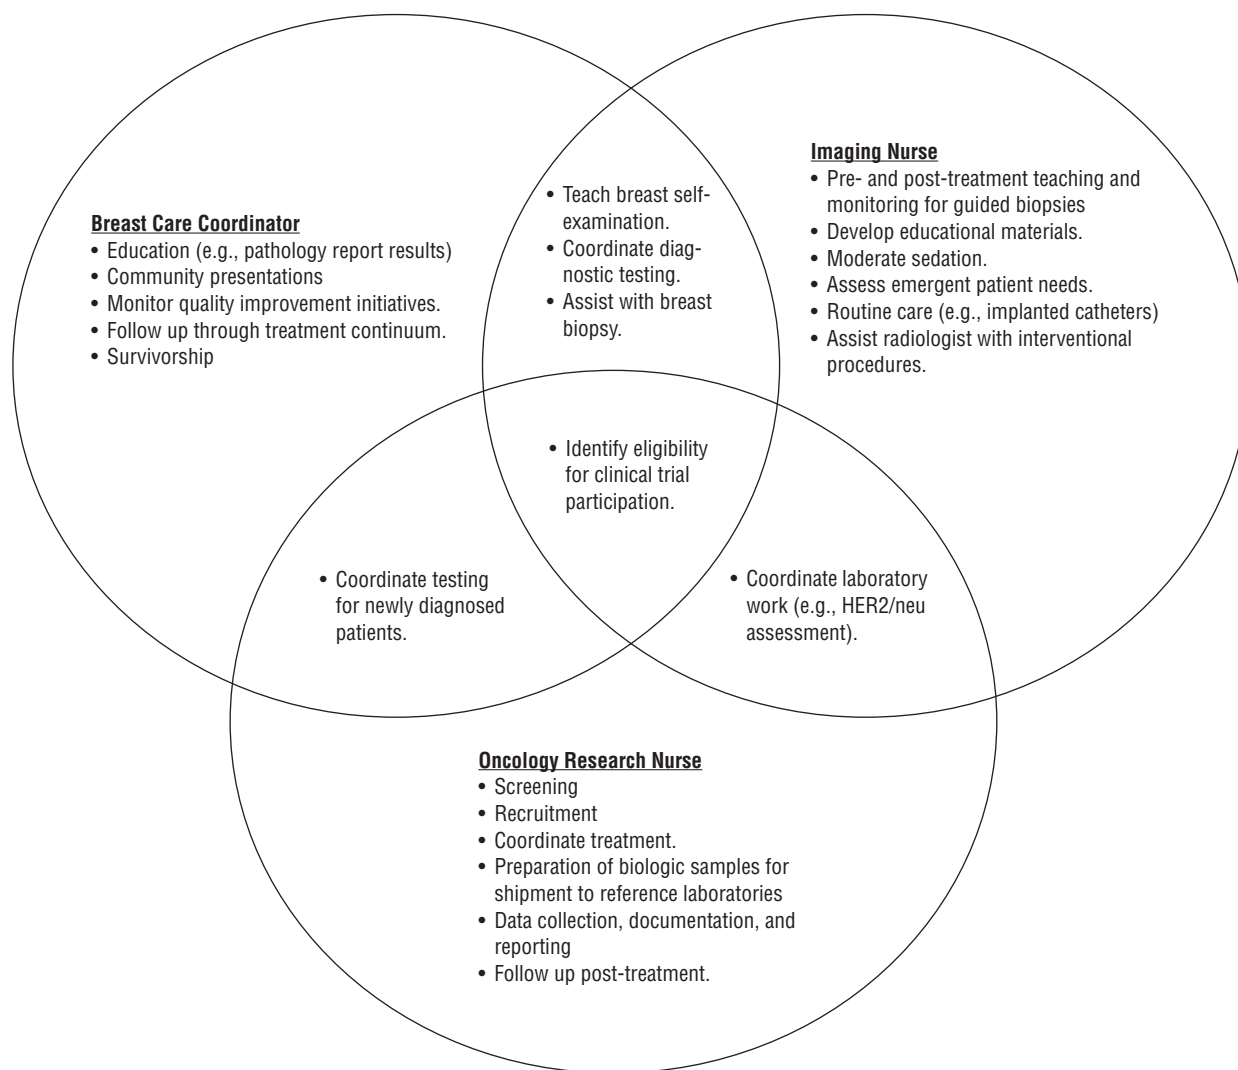 Breast Care Coordinator
• Education (e.g., pathology report results)
• Community presentations
• Monitor quality improvement initiatives.
• Follow up through treatment continuum.
• Survivorship
• Teach breast self-
examination.
• Coordinate diag-
nostic testing.
• Assist with breast
biopsy.
Imaging Nurse
• Pre- and post-treatment teaching and
monitoring for guided biopsies
• Develop educational materials.
• Moderate sedation.
• Assess emergent patient needs.
• Routine care (e.g., implanted catheters)
• Assist radiologist with interventional
procedures.
• Identify eligibility
for clinical trial
participation.
• Coordinate testing
for newly diagnosed
patients.
• Coordinate laboratory
work (e.g., HER2/neu
assessment).
Oncology Research Nurse
• Screening
• Recruitment
• Coordinate treatment.
• Preparation of biologic samples for
shipment to reference laboratories
• Data collection, documentation, and
reporting
• Follow up post-treatment.